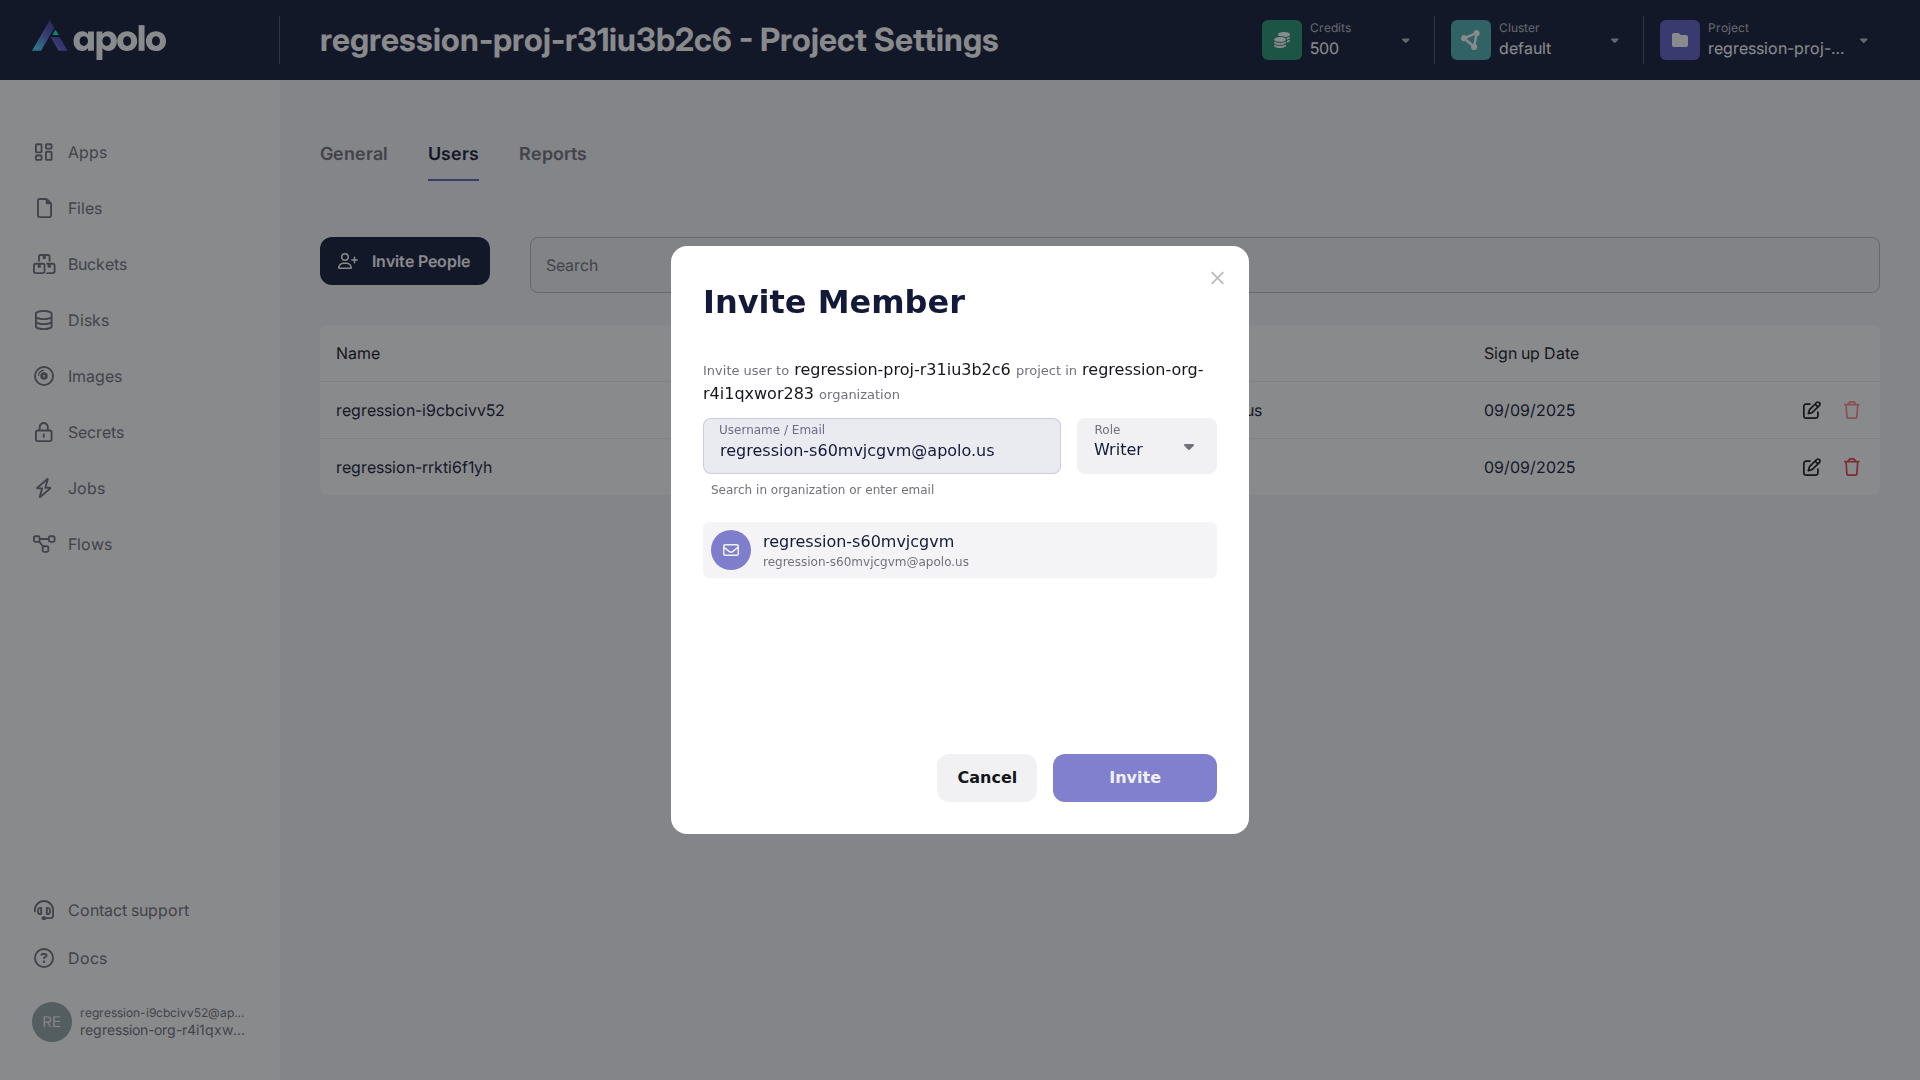 apolo
regression-proj-r31iu3b2c6 - Project Settings
Credits
500
Cluster
default
Project
regression-proj-...
Apps
Files
Buckets
Disks
Images
Secrets
Jobs
Flows
Contact support
Docs
RE
regression-i9cbcivv52@ap...
regression-org-r4i1qxw...
General
Users
Reports
Invite People
Search
Name
Sign up Date
regression-i9cbcivv52
us
09/09/2025
regression-rrkti6f1yh
09/09/2025
Invite Member
Invite user to regression-proj-r31iu3b2c6 project in regression-org-
r4i1qxwor283 organization
Username / Email
regression-s60mvjcgvm@apolo.us
Role
Writer
Search in organization or enter email
regression-s60mvjcgvm
regression-s60mvjcgvm@apolo.us
Cancel
Invite